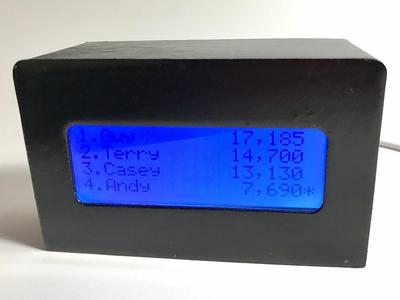 1.Guy 17,185
2.Terry 14,700
3.Casey 13,130
4.Andy 7,690*